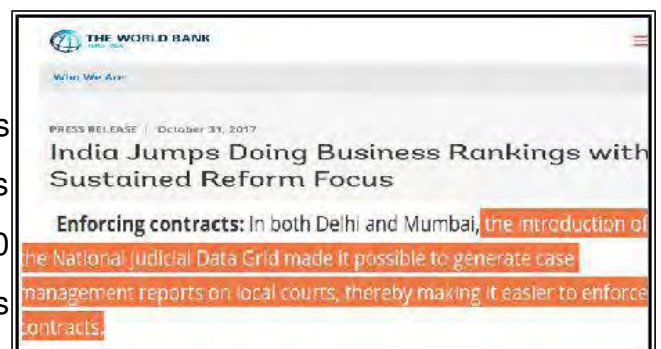 THE WORLD BANK
Who We Are
PRESS RELEASE | October 31, 2017
s
India Jumps Doing Business Rankings with
s
Sustained Reform Focus
Enforcing contracts: In both Delhi and Mumbai, the introduction of
0
the National Judicial Data Grid made it possible to generate case
management reports on local courts, thereby making it easier to enforce
s
contracts.